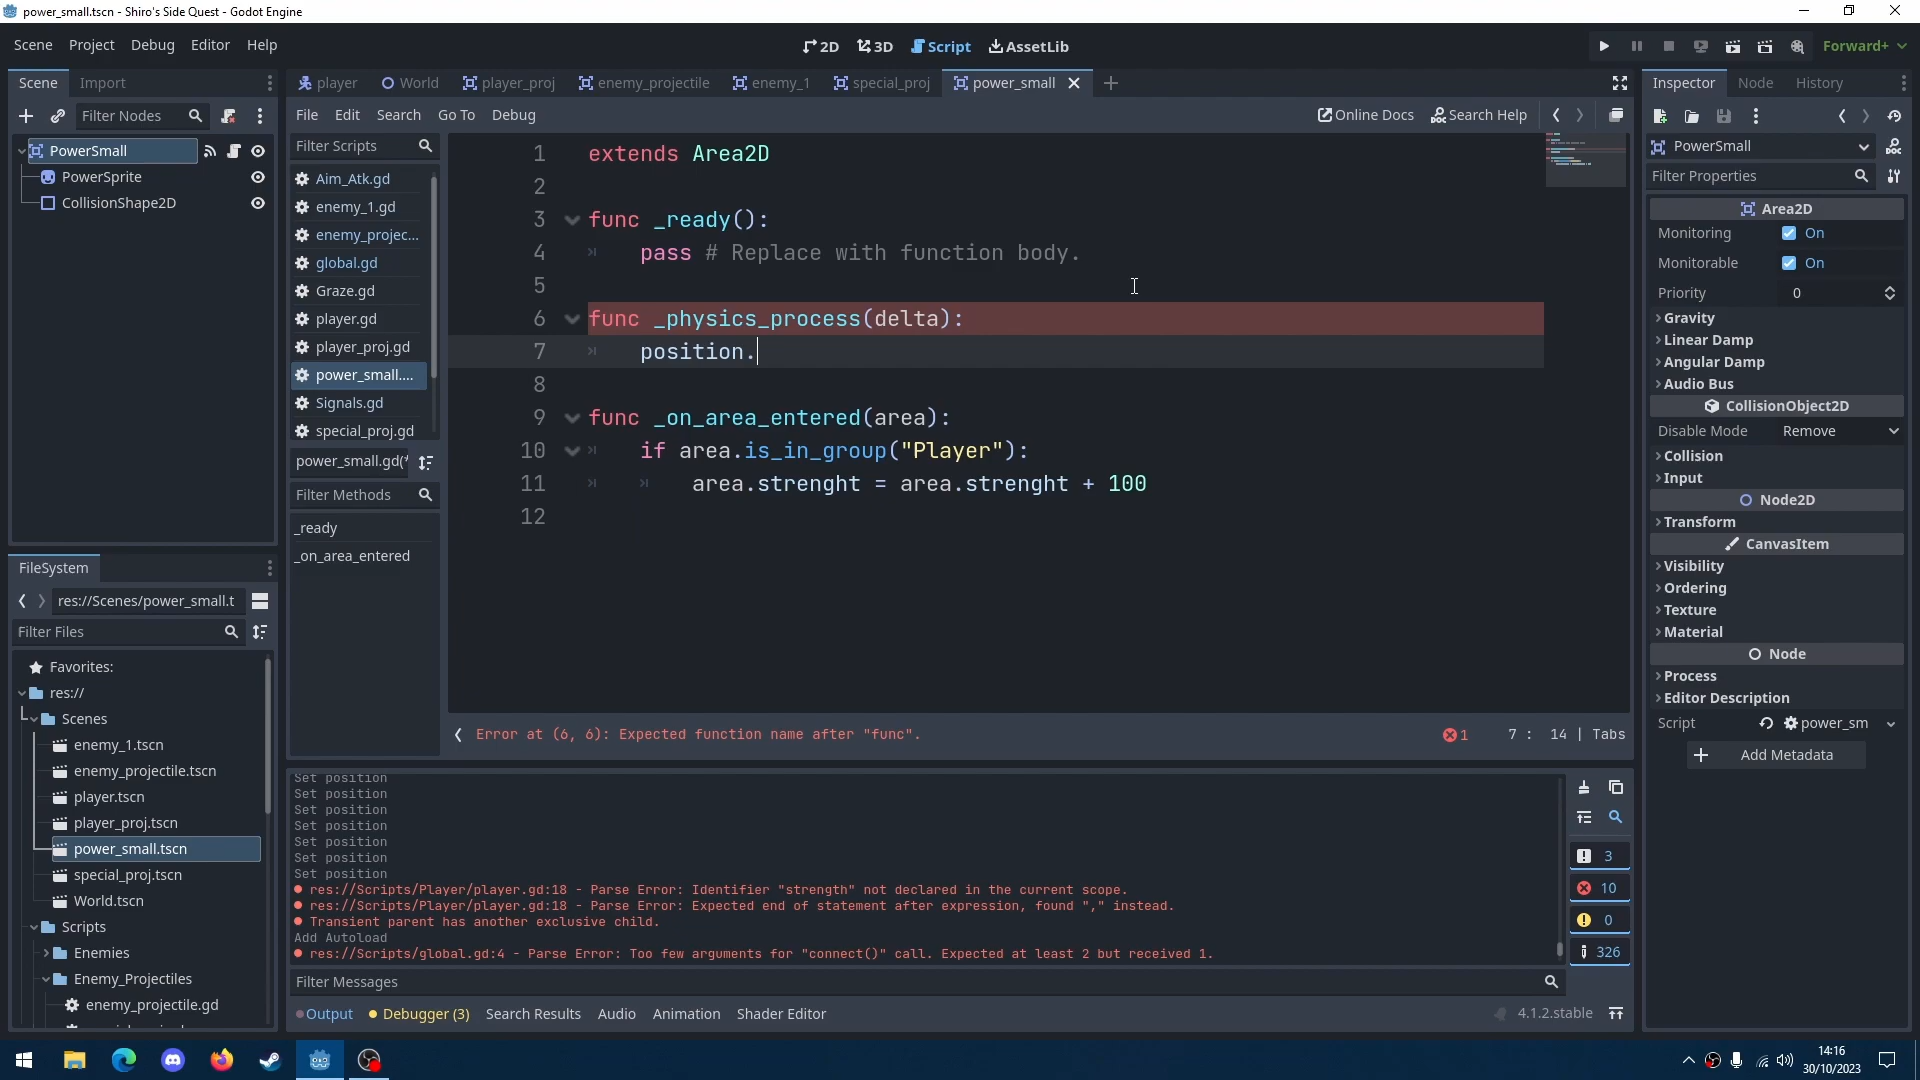 power_small.tscn - Shiro's Side Quest - Godot Engine
Scene Project Debug Editor Help
2D 3D Script AssetLib
Forward+
Scene Import
player World player_proj enemy_projectile enemy_1 special_proj power_small
Inspector Node History
Filter Nodes
File Edit Search Go To Debug
Online Docs Search Help
PowerSmall
PowerSprite
CollisionShape2D
Filter Scripts
Aim_Atk.gd
enemy_1.gd
enemy_projec...
global.gd
Graze.gd
player.gd
player_proj.gd
power_small....
Signals.gd
special_proj.gd
power_small.gd(*
Filter Methods
_ready
_on_area_entered
1 extends Area2D
2
3 func _ready():
4 pass # Replace with function body.
5
6 func _physics_process(delta):
7 position.
8
9 func _on_area_entered(area):
10 if area.is_in_group("Player"):
11 area.strenght = area.strenght + 100
12
Error at (6, 6): Expected function name after "func".
1 7 : 14 | Tabs
PowerSmall
Filter Properties
Area2D
Monitoring On
Monitorable On
Priority 0
Gravity
Linear Damp
Angular Damp
Audio Bus
CollisionObject2D
Disable Mode Remove
Collision
Input
Node2D
Transform
CanvasItem
Visibility
Ordering
Texture
Material
Node
Process
Editor Description
Script power_sm
Add Metadata
FileSystem
res://Scenes/power_small.t
Filter Files
Favorites:
res://
Scenes
enemy_1.tscn
enemy_projectile.tscn
player.tscn
player_proj.tscn
power_small.tscn
special_proj.tscn
World.tscn
Scripts
Enemies
Enemy_Projectiles
enemy_projectile.gd
Set position
Set position
Set position
Set position
Set position
Set position
Set position
res://Scripts/Player/player.gd:18 - Parse Error: Identifier "strength" not declared in the current scope.
res://Scripts/Player/player.gd:18 - Parse Error: Expected end of statement after expression, found "," instead.
Transient parent has another exclusive child.
Add Autoload
res://Scripts/global.gd:4 - Parse Error: Too few arguments for "connect()" call. Expected at least 2 but received 1.
3
10
0
326
Filter Messages
Output Debugger (3) Search Results Audio Animation Shader Editor
4.1.2.stable
14:16
30/10/2023